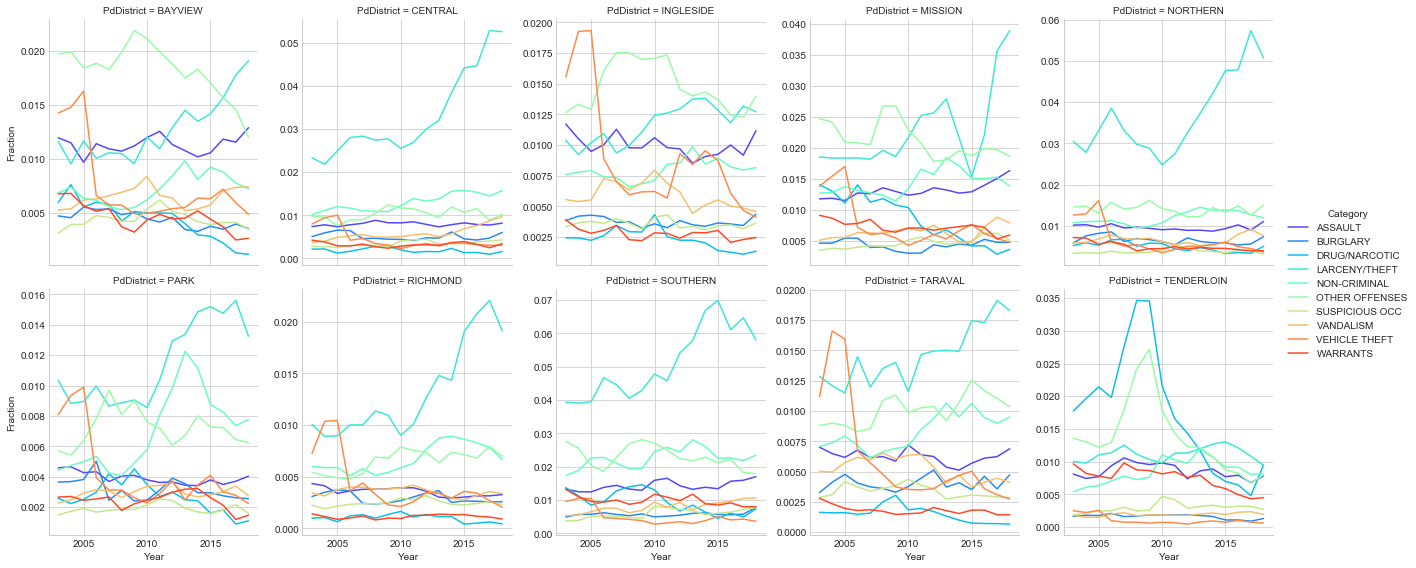 PdDistrict = BAYVIEW
PdDistrict = CENTRAL
PdDistrict = INGLESIDE
PdDistrict = MISSION
PdDistrict = NORTHERN
Fraction
0.020
0.015
0.010
0.005
0.05
0.04
0.03
0.02
0.01
0.00
0.0200
0.0175
0.0150
0.0125
0.0100
0.0075
0.0050
0.0025
0.040
0.035
0.030
0.025
0.020
0.015
0.010
0.005
0.06
0.05
0.04
0.03
0.02
0.01
Category
ASSAULT
BURGLARY
DRUG/NARCOTIC
LARCENY/THEFT
NON-CRIMINAL
OTHER OFFENSES
SUSPICIOUS OCC
VANDALISM
VEHICLE THEFT
WARRANTS
PdDistrict = PARK
PdDistrict = RICHMOND
PdDistrict = SOUTHERN
PdDistrict = TARAVAL
PdDistrict = TENDERLOIN
Fraction
0.016
0.014
0.012
0.010
0.008
0.006
0.004
0.002
0.020
0.015
0.010
0.005
0.000
0.07
0.06
0.05
0.04
0.03
0.02
0.01
0.00
0.0200
0.0175
0.0150
0.0125
0.0100
0.0075
0.0050
0.0025
0.0000
0.035
0.030
0.025
0.020
0.015
0.010
0.005
0.000
2005 2010 2015
2005 2010 2015
2005 2010 2015
2005 2010 2015
2005 2010 2015
Year
Year
Year
Year
Year